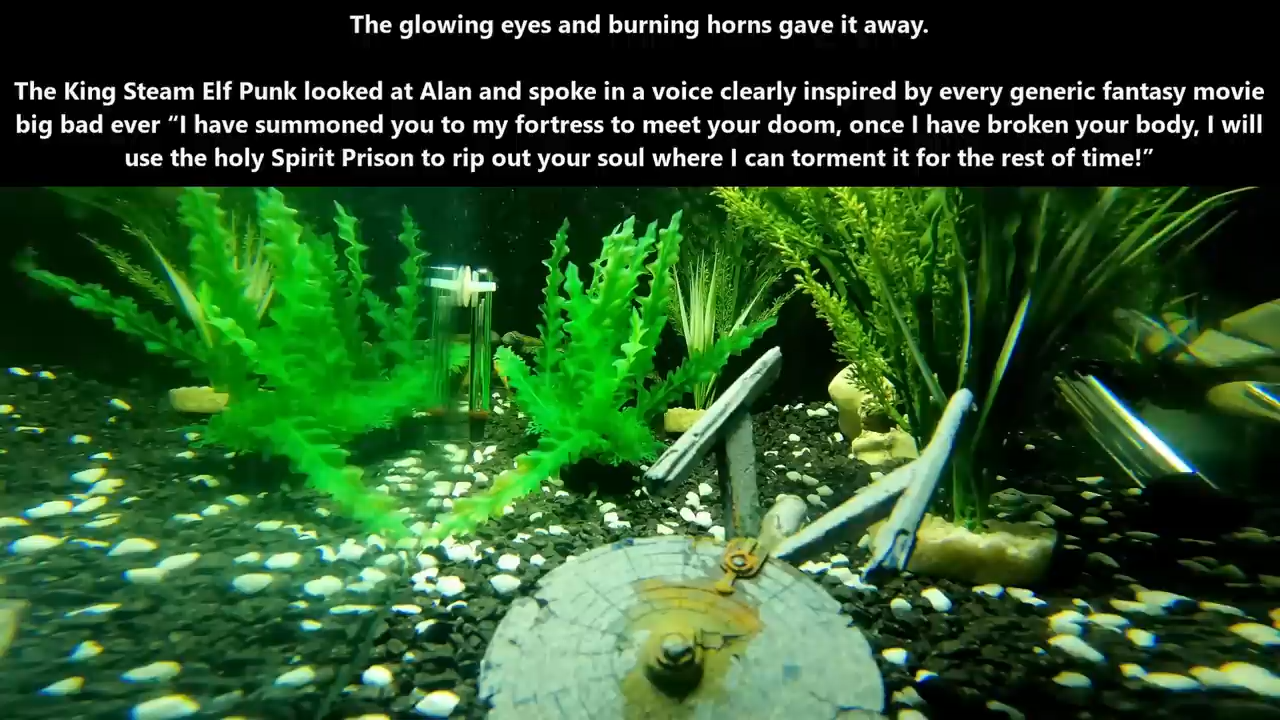 The glowing eyes and burning horns gave it away.
The King Steam Elf Punk looked at Alan and spoke in a voice clearly inspired by every generic fantasy movie
big bad ever “I have summoned you to my fortress to meet your doom, once I have broken your body, I will
use the holy Spirit Prison to rip out your soul where I can torment it for the rest of time!”